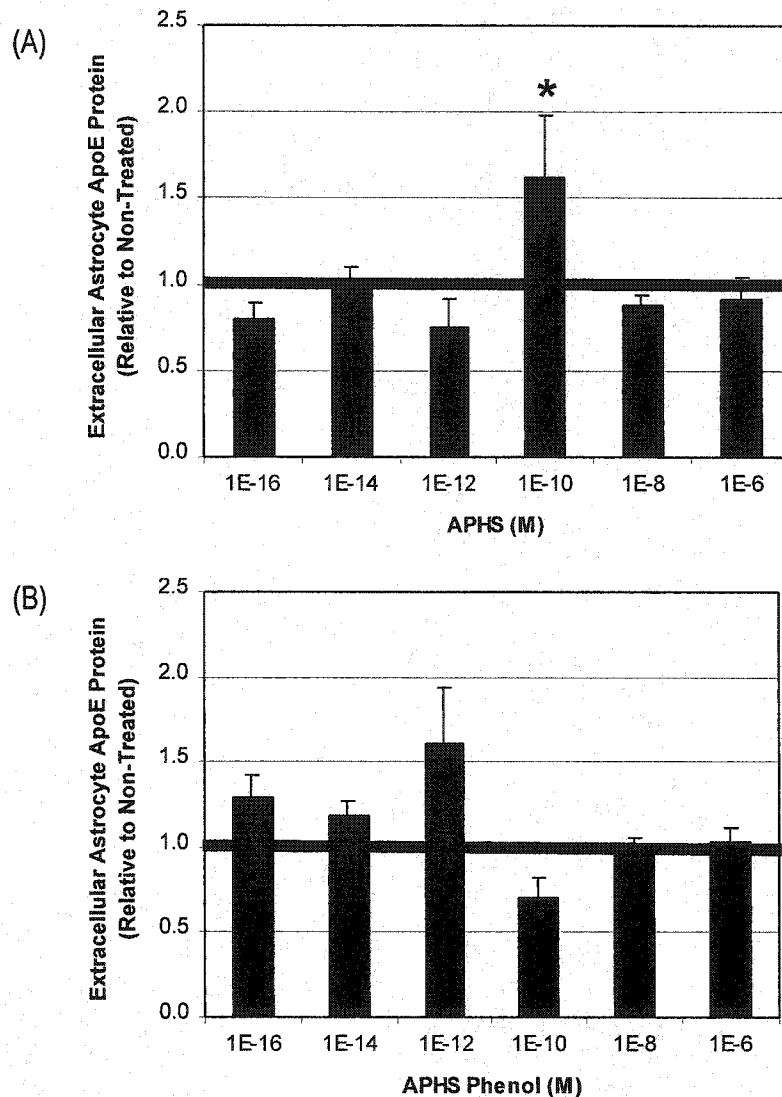 (A)
Extracellular Astrocyte ApoE Protein
(Relative to Non-Treated)
2.5
2.0
1.5
1.0
0.5
0.0
*
1E-16 1E-14 1E-12 1E-10 1E-8 1E-6
APHS (M)
(B)
Extracellular Astrocyte ApoE Protein
(Relative to Non-Treated)
2.5
2.0
1.5
1.0
0.5
0.0
1E-16 1E-14 1E-12 1E-10 1E-8 1E-6
APHS Phenol (M)